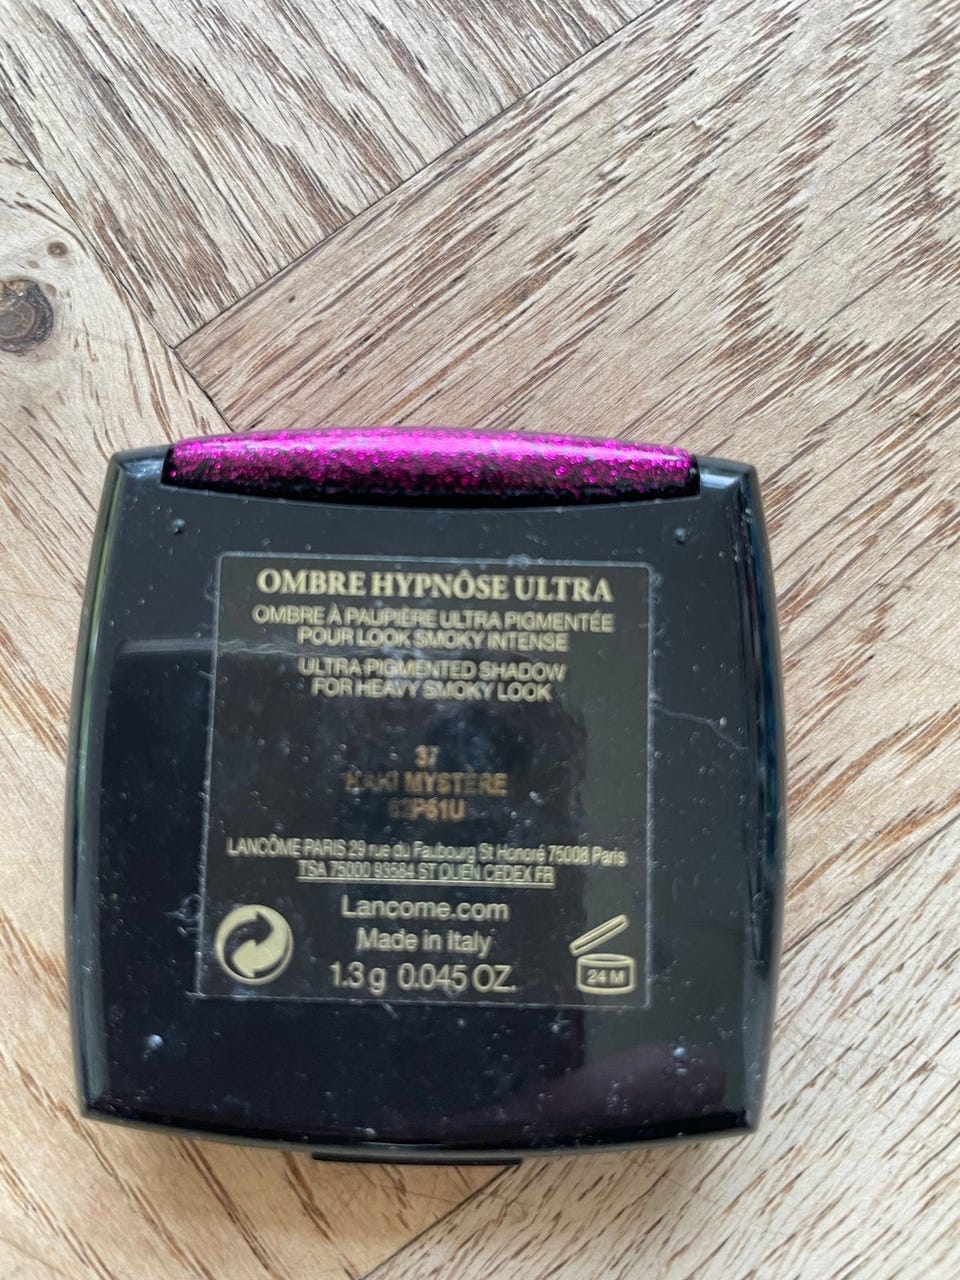 OMBRE HYPNÔSE ULTRA
OMBRE À PAUPIÈRE ULTRA PIGMENTÉE
POUR LOOK SMOKY INTENSE
ULTRA-PIGMENTED SHADOW
FOR HEAVY SMOKY LOOK
37
KAKI MYSTÈRE
LANCÔME PARIS 29 rue du Faubourg St Honoré 75008 Paris
TSA 75000 93584 ST OUEN CEDEX FR
Lancome.com
Made in Italy
1.3 g 0.045 OZ.
24 M